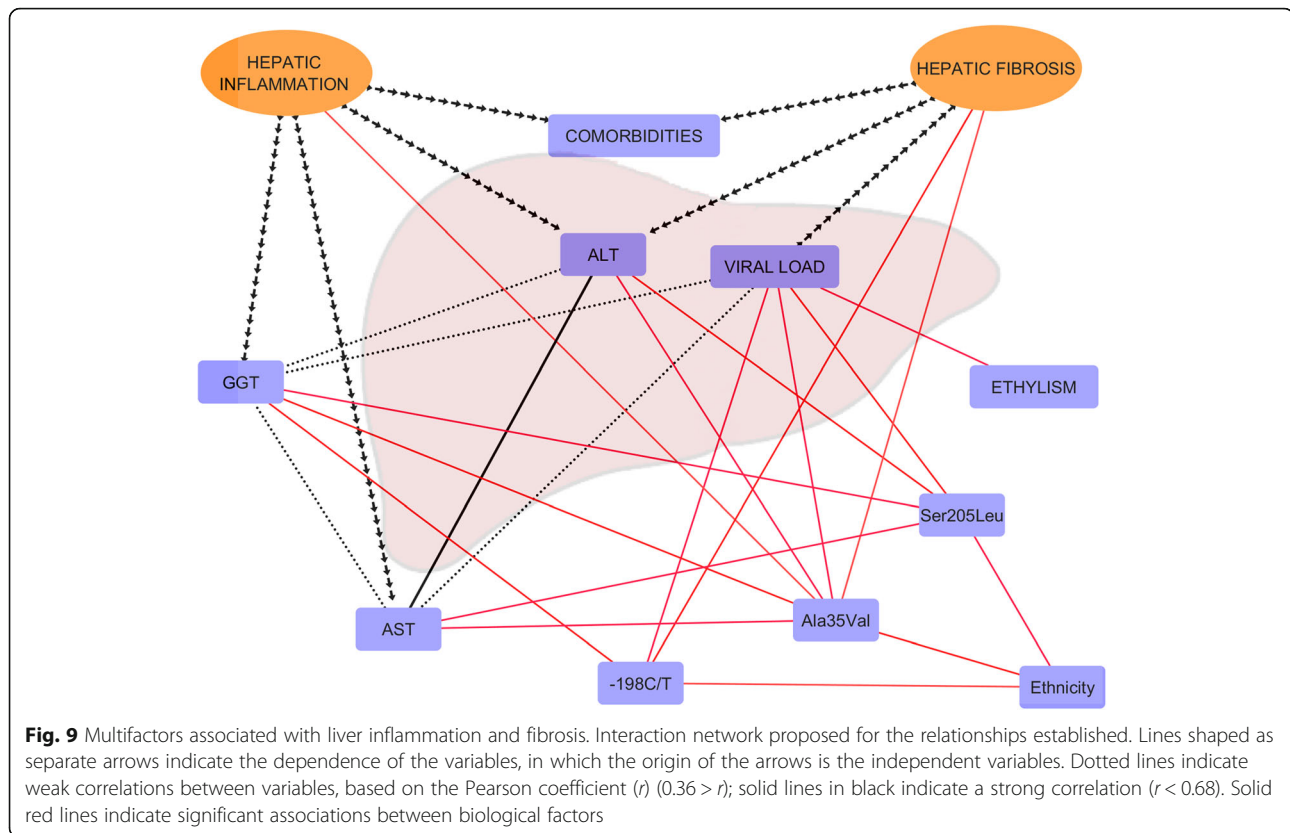 HEPATIC
INFLAMMATION
HEPATIC FIBROSIS
COMORBIDITIES
ALT
VIRAL LOAD
GGT
ETHYLISM
Ser205Leu
AST
Ala35Val
-198C/T
Ethnicity
Fig. 9 Multifactors associated with liver inflammation and fibrosis. Interaction network proposed for the relationships established. Lines shaped as
separate arrows indicate the dependence of the variables, in which the origin of the arrows is the independent variables. Dotted lines indicate
weak correlations between variables, based on the Pearson coefficient (r) (0.36 > r); solid lines in black indicate a strong correlation (r < 0.68). Solid
red lines indicate significant associations between biological factors